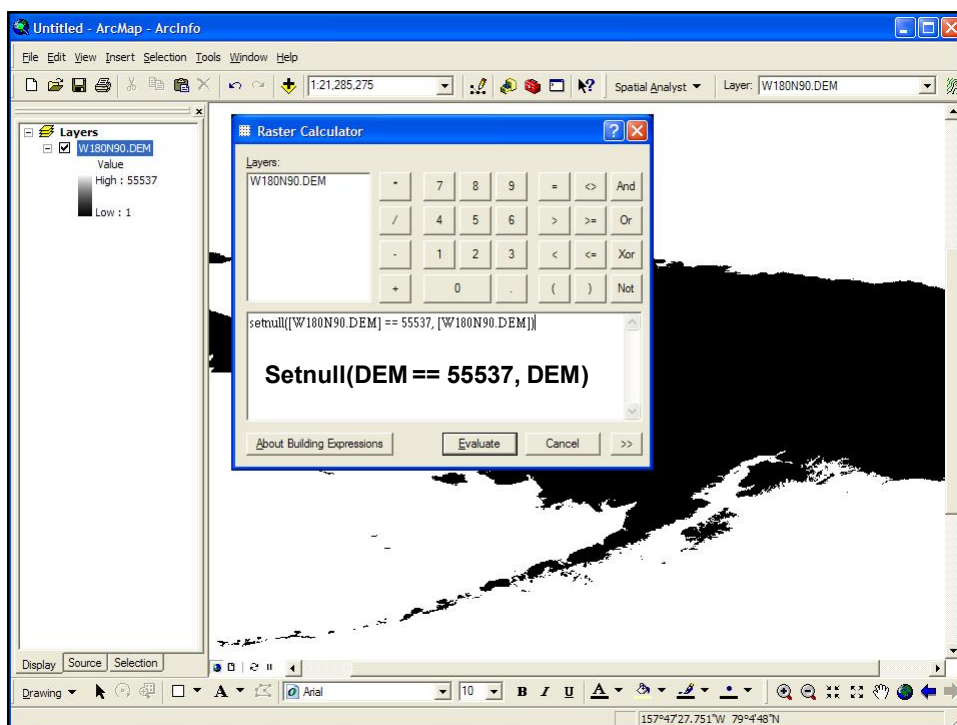 Untitled - ArcMap - ArcInfo
File Edit View Insert Selection Tools Window Help
1:21,285,275
Spatial Analyst
Layer: W180N90.DEM
Layers
W180N90.DEM
Value
High : 55537
Low : 1
Raster Calculator
Layers:
W180N90.DEM
* 7 8 9 = <> And
/ 4 5 6 > >= Or
- 1 2 3 < <= Xor
+ 0 . ( ) Not
setnull([W180N90.DEM] == 55537, [W180N90.DEM])
Setnull(DEM == 55537, DEM)
About Building Expressions Evaluate Cancel >>
Display Source Selection
Drawing A Arial 10 B I U A
157°47'27.751"W 79°4'48"N